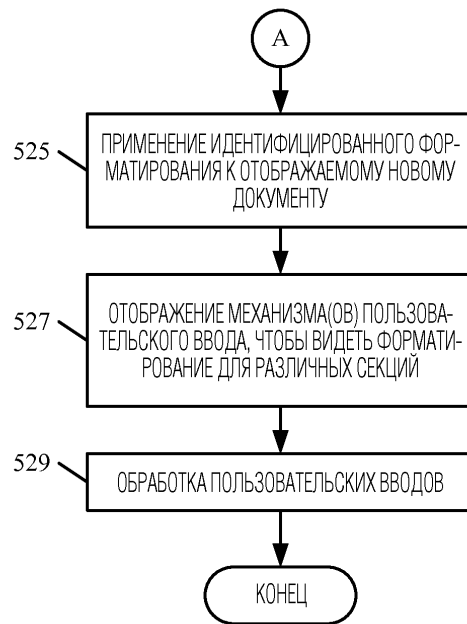 A
525
ПРИМЕНЕНИЕ ИДЕНТИФИЦИРОВАННОГО ФОР-
МАТИРОВАНИЯ К ОТОБРАЖАЕМОМУ НОВОМУ
ДОКУМЕНТУ
527
ОТОБРАЖЕНИЕ МЕХАНИЗМА(ОВ) ПОЛЬЗОВА-
ТЕЛЬСКОГО ВВОДА, ЧТОБЫ ВИДЕТЬ ФОРМАТИ-
РОВАНИЕ ДЛЯ РАЗЛИЧНЫХ СЕКЦИЙ
529
ОБРАБОТКА ПОЛЬЗОВАТЕЛЬСКИХ ВВОДОВ
КОНЕЦ